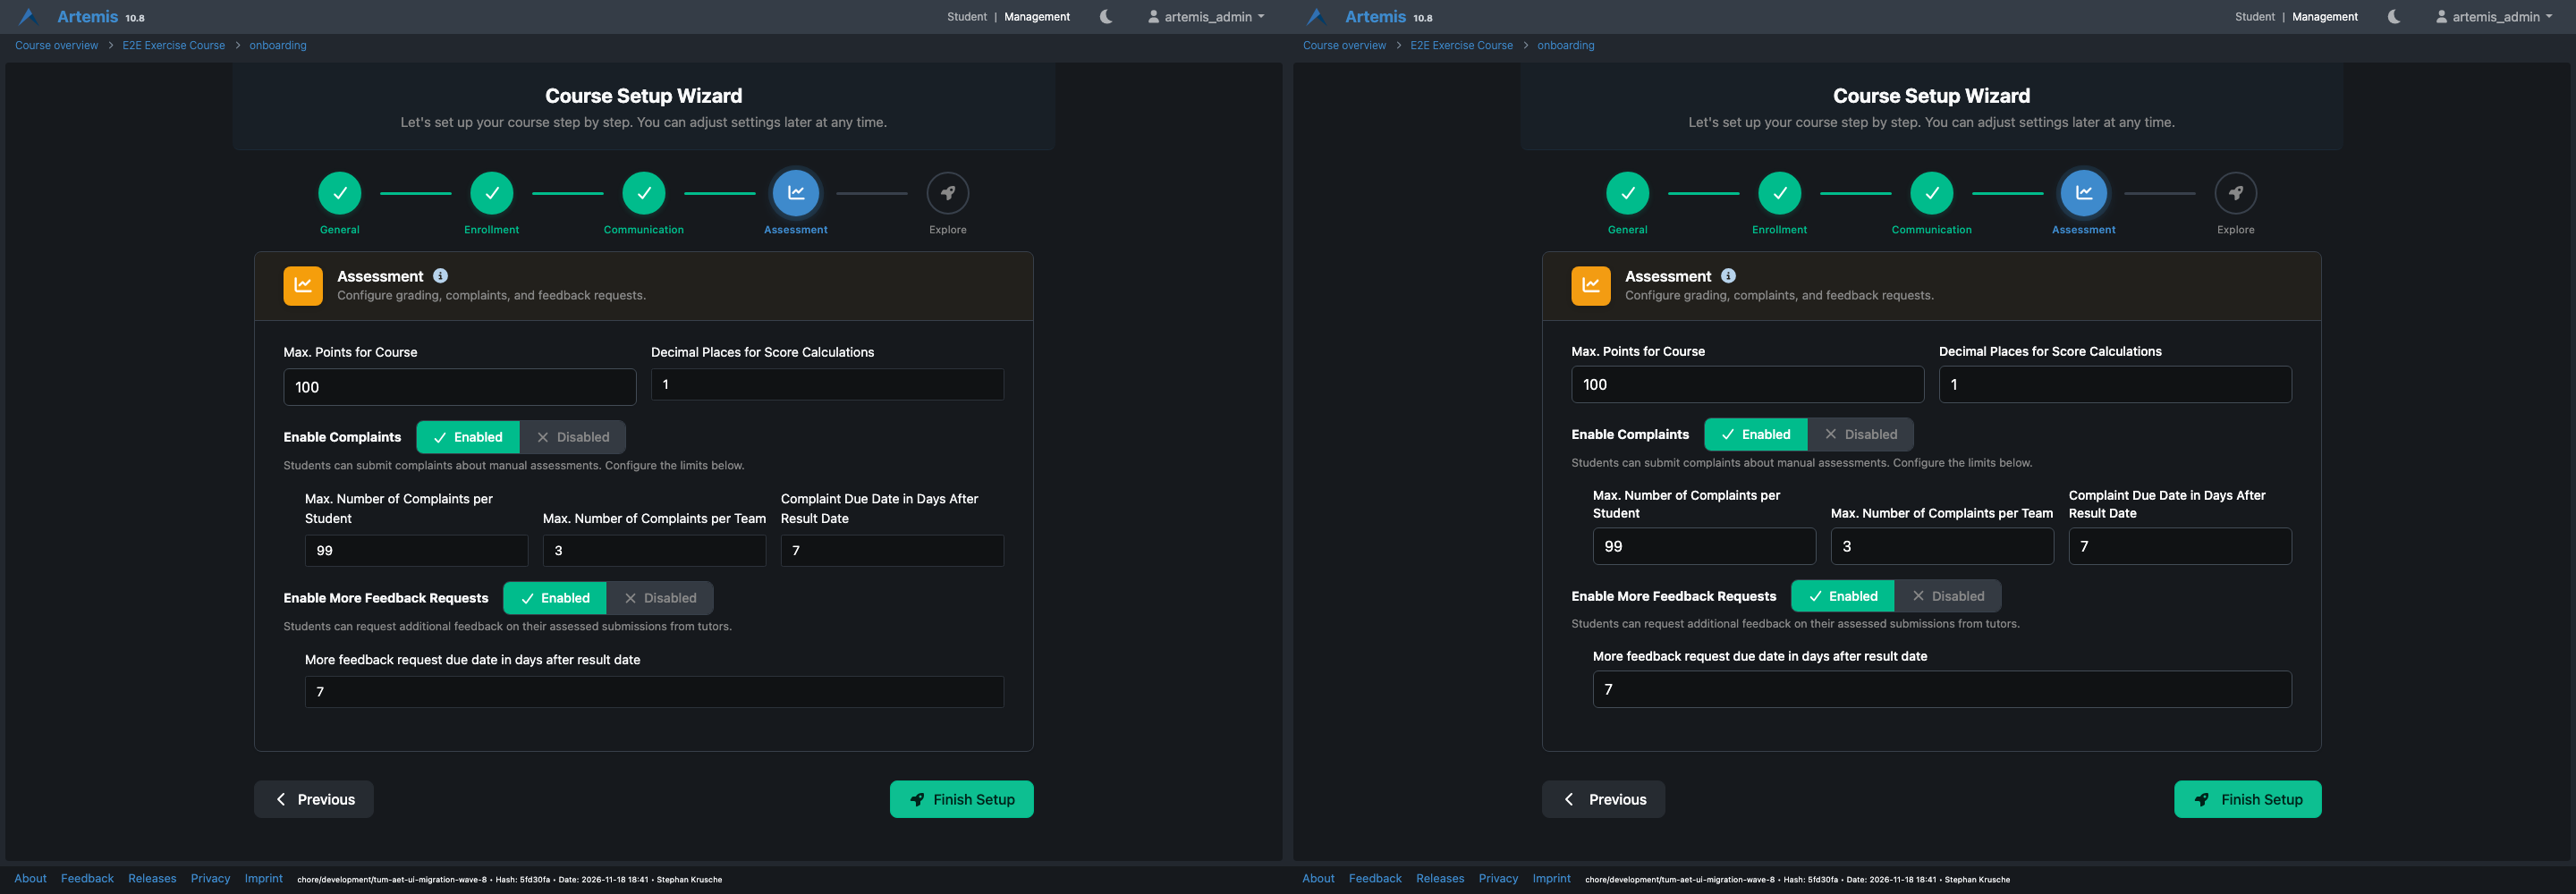 Artemis 10.8
Student | Management
artemis_admin
Course overview > E2E Exercise Course > onboarding
Course Setup Wizard
Let's set up your course step by step. You can adjust settings later at any time.
General
Enrollment
Communication
Assessment
Explore
Assessment
Configure grading, complaints, and feedback requests.
Max. Points for Course
Decimal Places for Score Calculations
100
1
Enable Complaints
Enabled
Disabled
Students can submit complaints about manual assessments. Configure the limits below.
Max. Number of Complaints per
Student
Max. Number of Complaints per Team
Complaint Due Date in Days After
Result Date
99
3
7
Enable More Feedback Requests
Enabled
Disabled
Students can request additional feedback on their assessed submissions from tutors.
More feedback request due date in days after result date
7
Previous
Finish Setup
About Feedback Releases Privacy Imprint chore/development/tum-aet-ui-migration-wave-8 • Hash: 5fd30fa • Date: 2026-11-18 18:41 • Stephan Krusche
Artemis 10.8
Student | Management
artemis_admin
Course overview > E2E Exercise Course > onboarding
Course Setup Wizard
Let's set up your course step by step. You can adjust settings later at any time.
General
Enrollment
Communication
Assessment
Explore
Assessment
Configure grading, complaints, and feedback requests.
Max. Points for Course
Decimal Places for Score Calculations
100
1
Enable Complaints
Enabled
Disabled
Students can submit complaints about manual assessments. Configure the limits below.
Max. Number of Complaints per
Student
Max. Number of Complaints per Team
Complaint Due Date in Days After
Result Date
99
3
7
Enable More Feedback Requests
Enabled
Disabled
Students can request additional feedback on their assessed submissions from tutors.
More feedback request due date in days after result date
7
Previous
Finish Setup
About Feedback Releases Privacy Imprint chore/development/tum-aet-ui-migration-wave-8 • Hash: 5fd30fa • Date: 2026-11-18 18:41 • Stephan Krusche